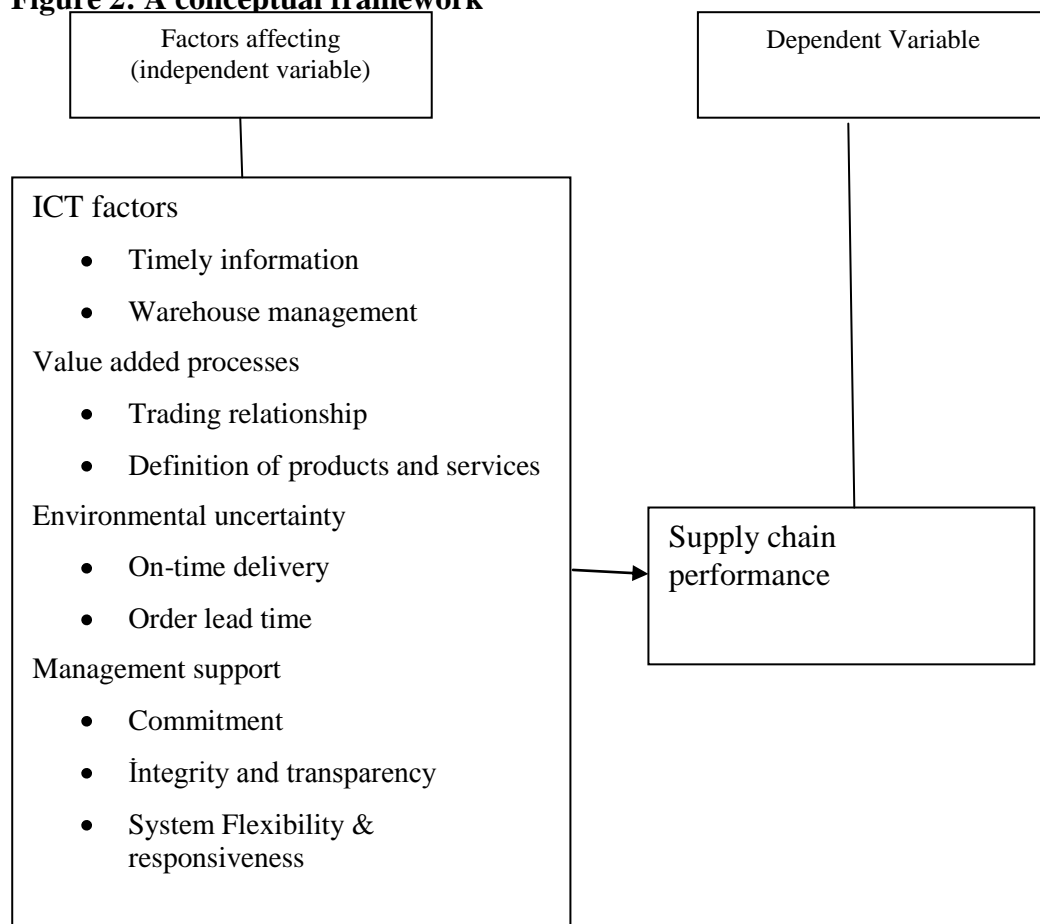 Figure 2: A conceptual framework
Factors affecting
(independent variable)
Dependent Variable
ICT factors
• Timely information
• Warehouse management
Value added processes
• Trading relationship
• Definition of products and services
Environmental uncertainty
• On-time delivery
• Order lead time
Management support
• Commitment
• İntegrity and transparency
• System Flexibility &
responsiveness
Supply chain
performance